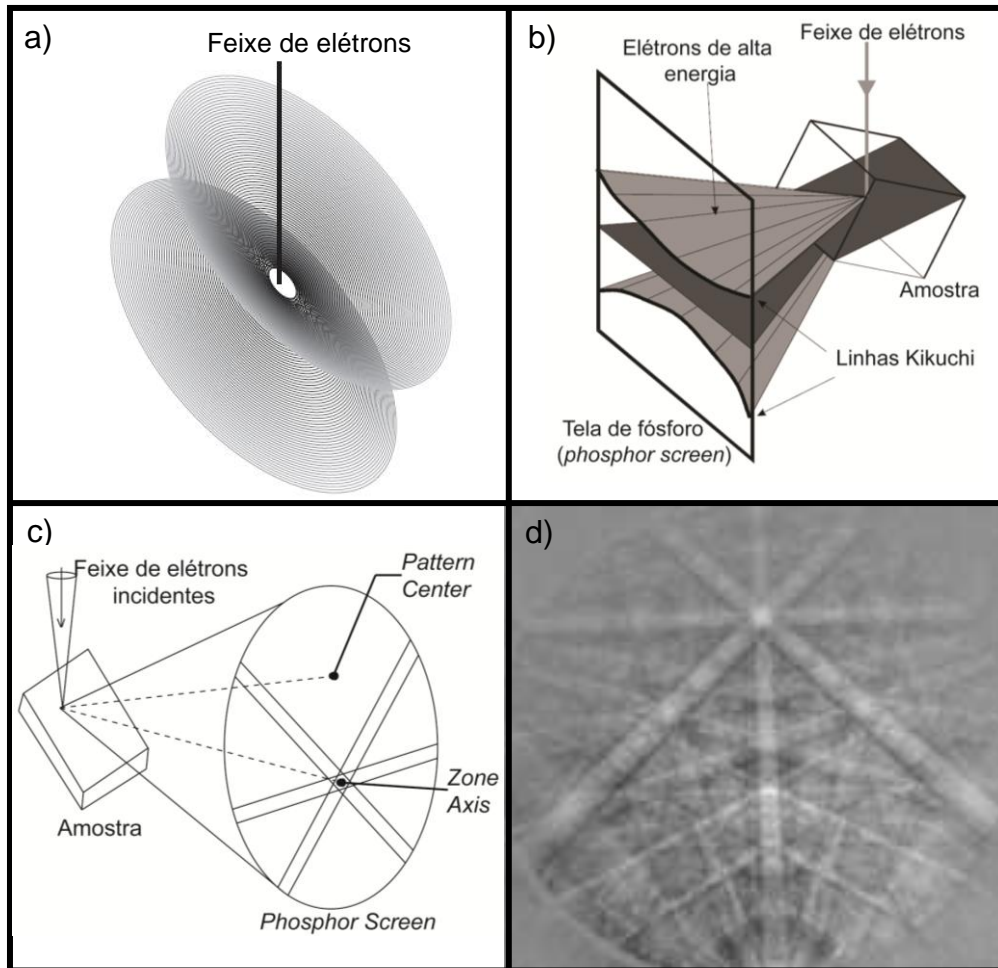 a)
Feixe de elétrons
b)
Feixe de elétrons
Elétrons de alta
energia
Amostra
Linhas Kikuchi
Tela de fósforo
(phosphor screen)
c)
Feixe de elétrons
incidentes
Pattern
Center
Zone
Axis
Amostra
Phosphor Screen
d)